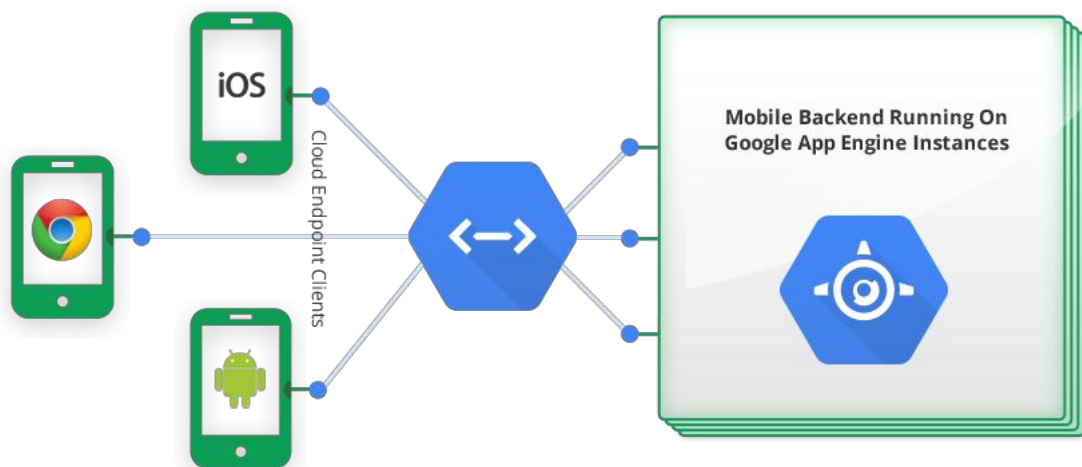 iOS
Cloud Endpoint Clients
Mobile Backend Running On
Google App Engine Instances